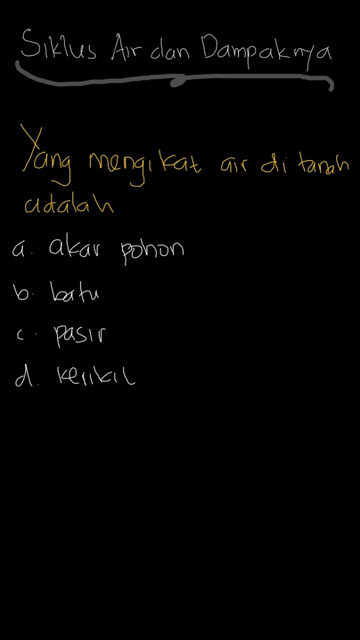 Siklus Air dan Dampaknya
Yang mengikat air di tanah
adalah
a. akar pohon
b. batu
c. pasir
d. kerikil